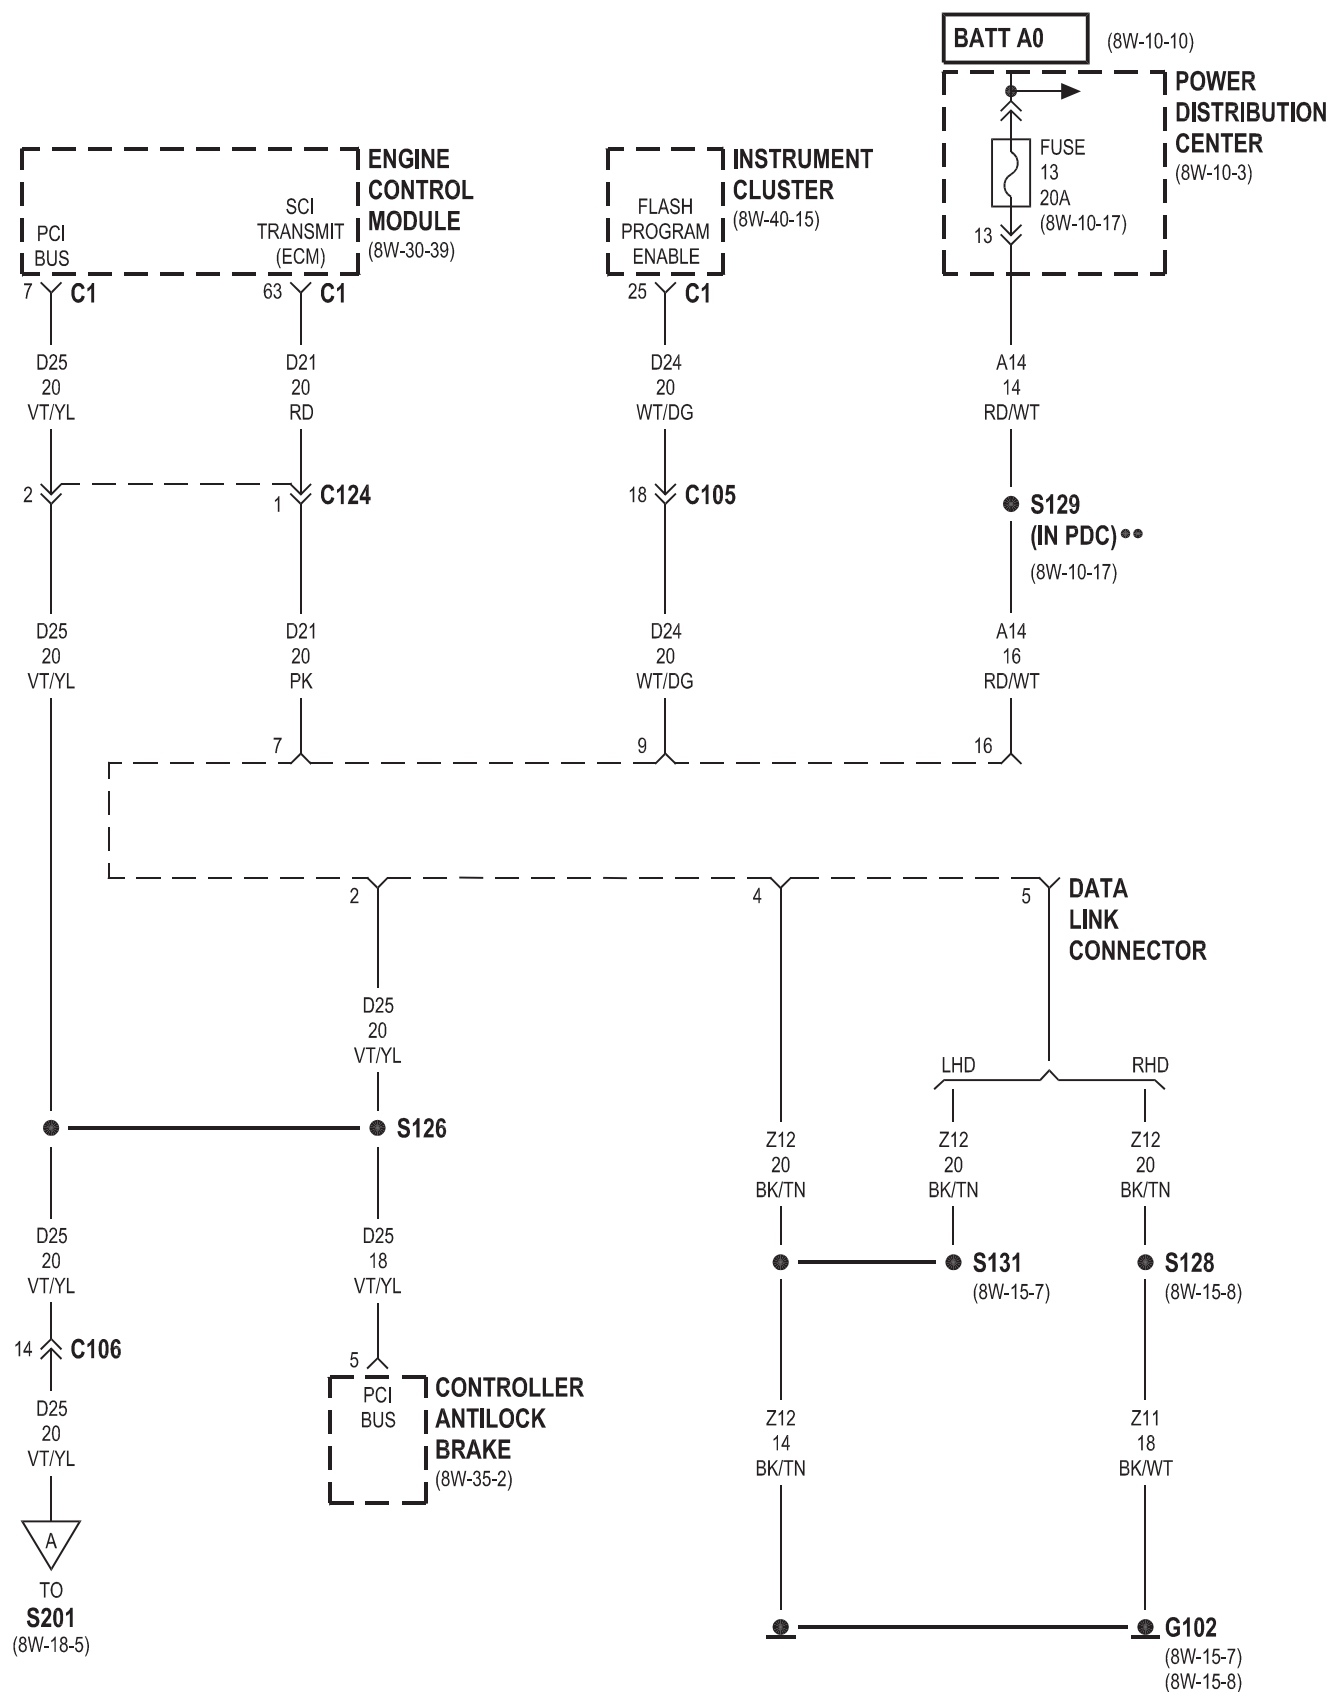 BATT A0
(8W-10-10)
POWER
DISTRIBUTION
CENTER
(8W-10-3)
FUSE
13
20A
(8W-10-17)
13
ENGINE
CONTROL
MODULE
(8W-30-39)
PCI
BUS
SCI
TRANSMIT
(ECM)
INSTRUMENT
CLUSTER
(8W-40-15)
FLASH
PROGRAM
ENABLE
7 C1
63 C1
25 C1
D25
20
VT/YL
D21
20
RD
D24
20
WT/DG
A14
14
RD/WT
2
1
C124
18 C105
S129
(IN PDC)••
(8W-10-17)
D25
20
VT/YL
D21
20
PK
D24
20
WT/DG
A14
16
RD/WT
7
9
16
2
4
5
DATA
LINK
CONNECTOR
D25
20
VT/YL
LHD
RHD
S126
Z12
20
BK/TN
Z12
20
BK/TN
Z12
20
BK/TN
D25
20
VT/YL
D25
18
VT/YL
S131
(8W-15-7)
S128
(8W-15-8)
14 C106
5
PCI
BUS
CONTROLLER
ANTILOCK
BRAKE
(8W-35-2)
D25
20
VT/YL
Z12
14
BK/TN
Z11
18
BK/WT
A
TO
S201
(8W-18-5)
G102
(8W-15-7)
(8W-15-8)